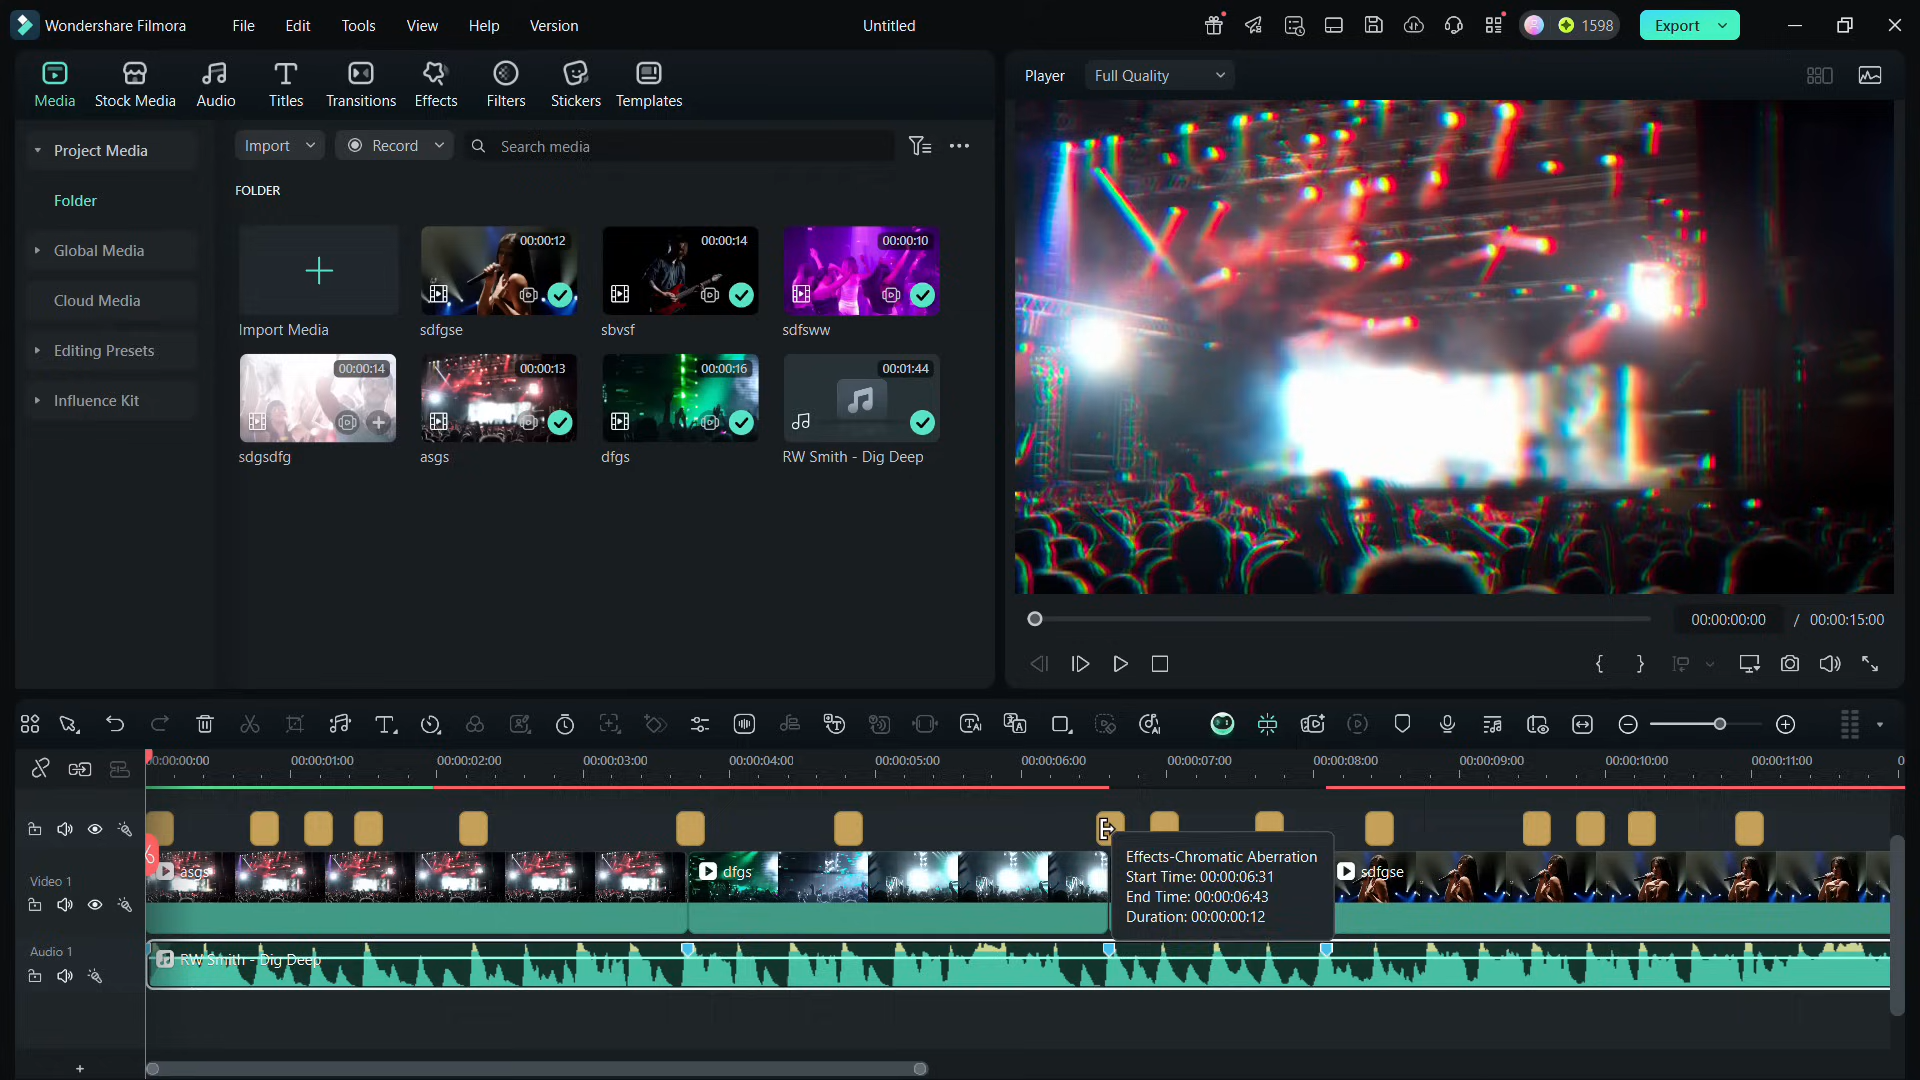 Wondershare Filmora
File
Edit
Tools
View
Help
Version
Untitled
1598
Export
Media
Stock Media
Audio
Titles
Transitions
Effects
Filters
Stickers
Templates
Player
Full Quality
Project Media
Folder
Global Media
Cloud Media
Editing Presets
Influence Kit
Import
Record
Search media
FOLDER
Import Media
00:00:12
sdfgse
00:00:14
sbvsf
00:00:10
sdfsww
00:00:14
sdgsdfg
00:00:13
asgs
00:00:16
dfgs
00:01:44
RW Smith - Dig Deep
00:00:00:00 / 00:00:15:00
00:00:00:00
00:00:01:00
00:00:02:00
00:00:03:00
00:00:04:00
00:00:05:00
00:00:06:00
00:00:07:00
00:00:08:00
00:00:09:00
00:00:10:00
00:00:11:00
Effects-Chromatic Aberration
Start Time: 00:00:06:31
End Time: 00:00:06:43
Duration: 00:00:00:12
Video 1
asgs
dfgs
sdfgse
Audio 1
RW Smith - Dig Deep